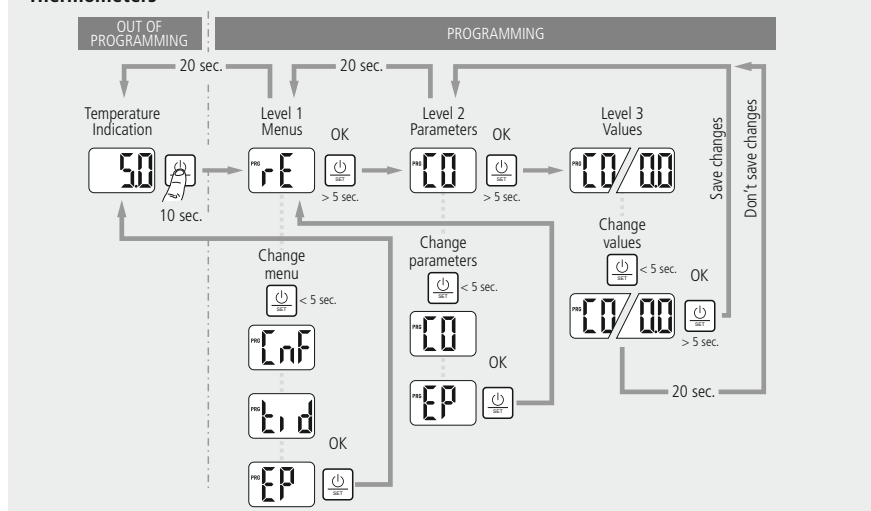 Thermometers
OUT OF
PROGRAMMING
PROGRAMMING
20 sec.
20 sec.
Temperature
Indication
Level 1
Menus
OK
Level 2
Parameters
OK
Level 3
Values
5.0
SET
10 sec.
PRG
rE
SET
> 5 sec.
PRG
C0
SET
> 5 sec.
PRG
C0/0.0
Save changes
Don't save changes
Change
menu
SET
< 5 sec.
Change
parameters
SET
< 5 sec.
Change
values
SET
< 5 sec.
OK
PRG
C0/0.0
SET
> 5 sec.
PRG
CnF
PRG
C0
OK
PRG
EP
SET
20 sec.
PRG
tid
OK
PRG
EP
SET